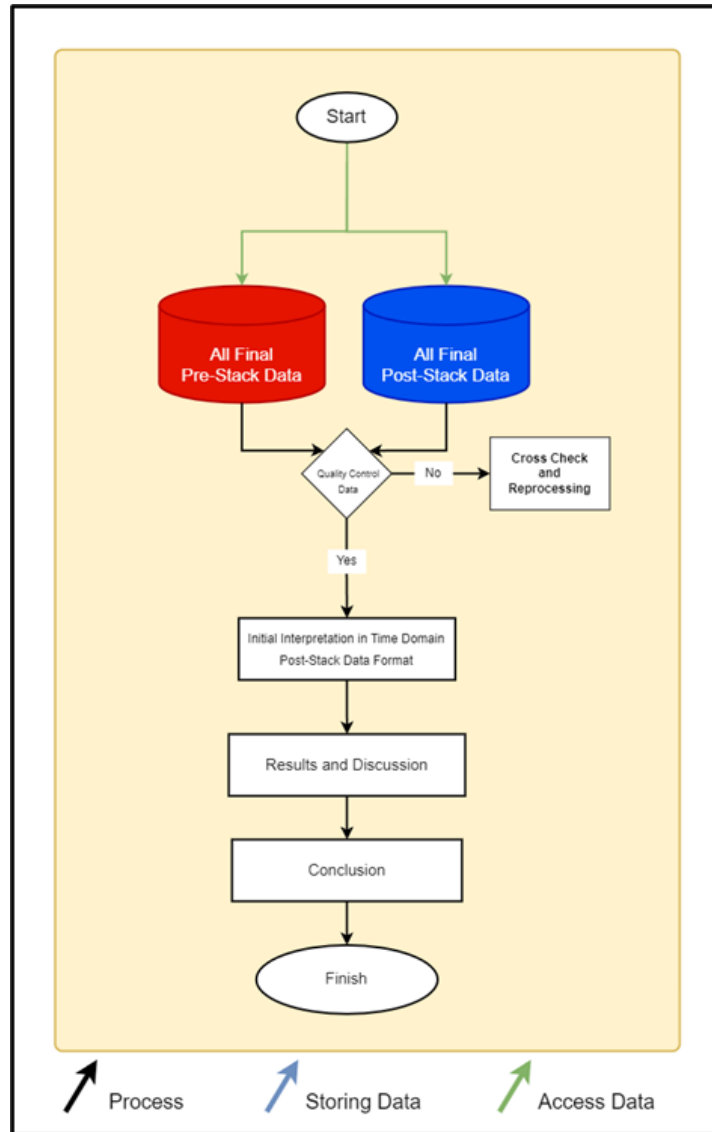 Start
All Final
Pre-Stack Data
All Final
Post-Stack Data
Quality Control
Data
No
Cross Check
and
Reprocessing
Yes
Initial Interpretation in Time Domain
Post-Stack Data Format
Results and Discussion
Conclusion
Finish
Process
Storing Data
Access Data